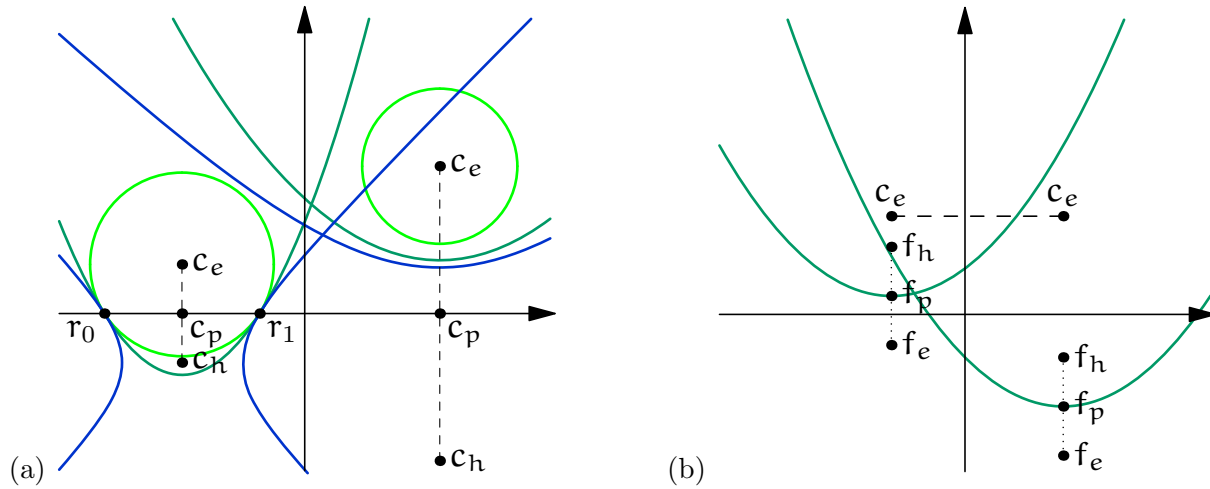 c_e
c_e
r_0 c_p r_1 c_p
c_h
(a) c_h
c_e c_e
f_h
f_p
f_e f_h
f_p
(b) f_e